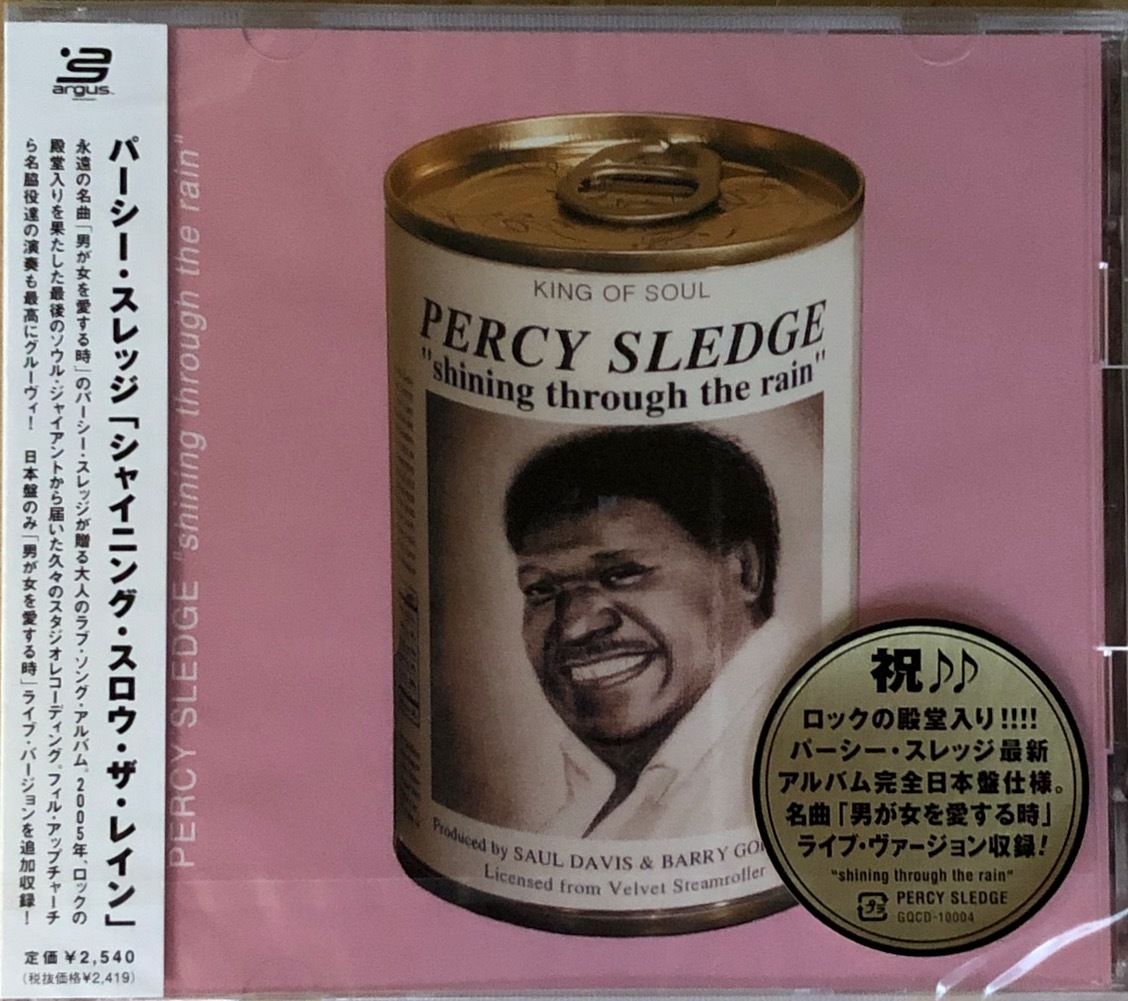 argus
パーシー・スレッジ「シャイニング・スロウ・ザ・レイン」
永遠の名曲「男が女を愛する時」のパーシー・スレッジが贈る大人のラブ・ソング・アルバム。2005年、ロックの
殿堂入りを果たした最後のソウル・ジャイアントから届いた久々のスタジオレコーディング。フィル・アップチャーチ
ら名脇役達の演奏も最高にグルーヴィ！ 日本盤のみ「男が女を愛する時」ライブ・バージョンを追加収録！
定価￥2,540
(税抜価格¥2,419)
PERCY SLEDGE "shining through the rain"
KING OF SOUL
PERCY SLEDGE
"shining through the rain"
Produced by SAUL DAVIS & BARRY
Licensed from Velvet Steamroller
祝♪♪
ロックの殿堂入り!!!!
パーシー・スレッジ最新
アルバム完全日本盤仕様。
名曲「男が女を愛する時」
ライブ・ヴァージョン収録!
"shining through the rain"
プラ PERCY SLEDGE
GQCD-10004